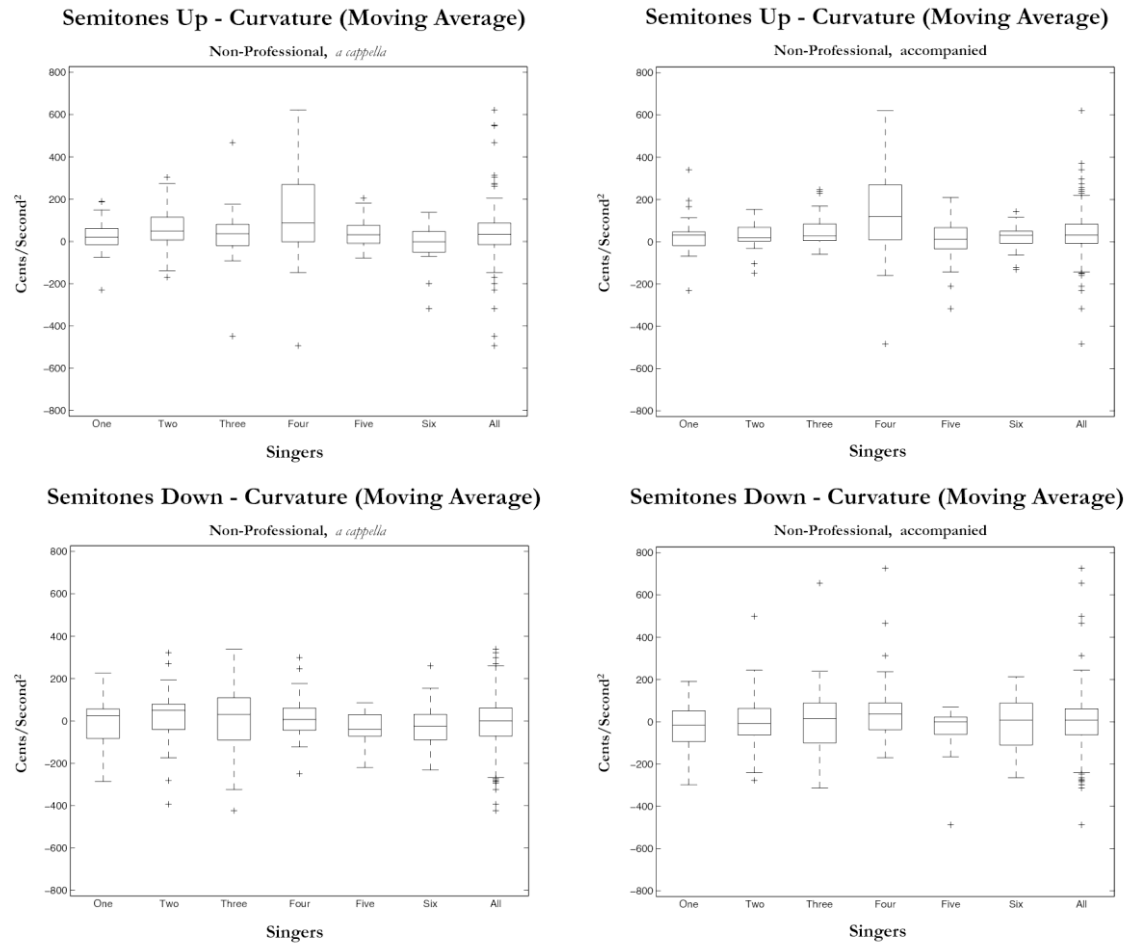 Semitones Up - Curvature (Moving Average)
Non-Professional, a cappella
Cents/Second²
800
600
400
200
0
−200
−400
−600
−800
One Two Three Four Five Six All
Singers
Semitones Up - Curvature (Moving Average)
Non-Professional, accompanied
Cents/Second²
800
600
400
200
0
−200
−400
−600
−800
One Two Three Four Five Six All
Singers
Semitones Down - Curvature (Moving Average)
Non-Professional, a cappella
Cents/Second²
800
600
400
200
0
−200
−400
−600
−800
One Two Three Four Five Six All
Singers
Semitones Down - Curvature (Moving Average)
Non-Professional, accompanied
Cents/Second²
800
600
400
200
0
−200
−400
−600
−800
One Two Three Four Five Six All
Singers